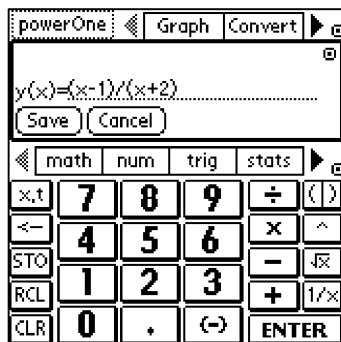 powerOne Graph Convert
y(x)=(x-1)/(x+2)
Save Cancel
math num trig stats
x,t 7 8 9 ÷ ( )
<- 4 5 6 x ^
STO - √x
1 2 3
RCL + 1/x
CLR 0 . (-) ENTER